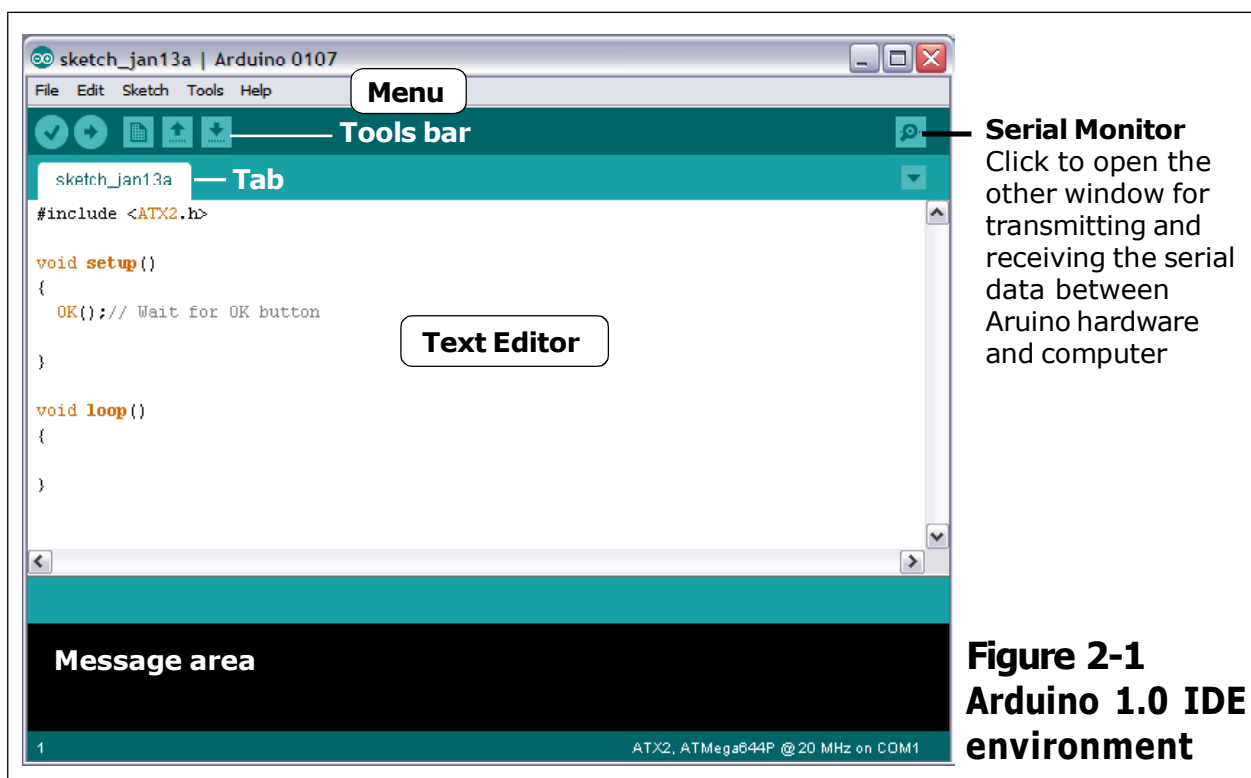 sketch_jan13a | Arduino 0107
File Edit Sketch Tools Help
Menu
Tools bar
sketch_jan13a
Tab
#include <ATX2.h>
void setup()
{
OK();// Wait for OK button
}
void loop()
{
}
Text Editor
Message area
1
ATX2, ATMega644P @ 20 MHz on COM1
Serial Monitor
Click to open the
other window for
transmitting and
receiving the serial
data between
Aruino hardware
and computer
Figure 2-1
Arduino 1.0 IDE
environment